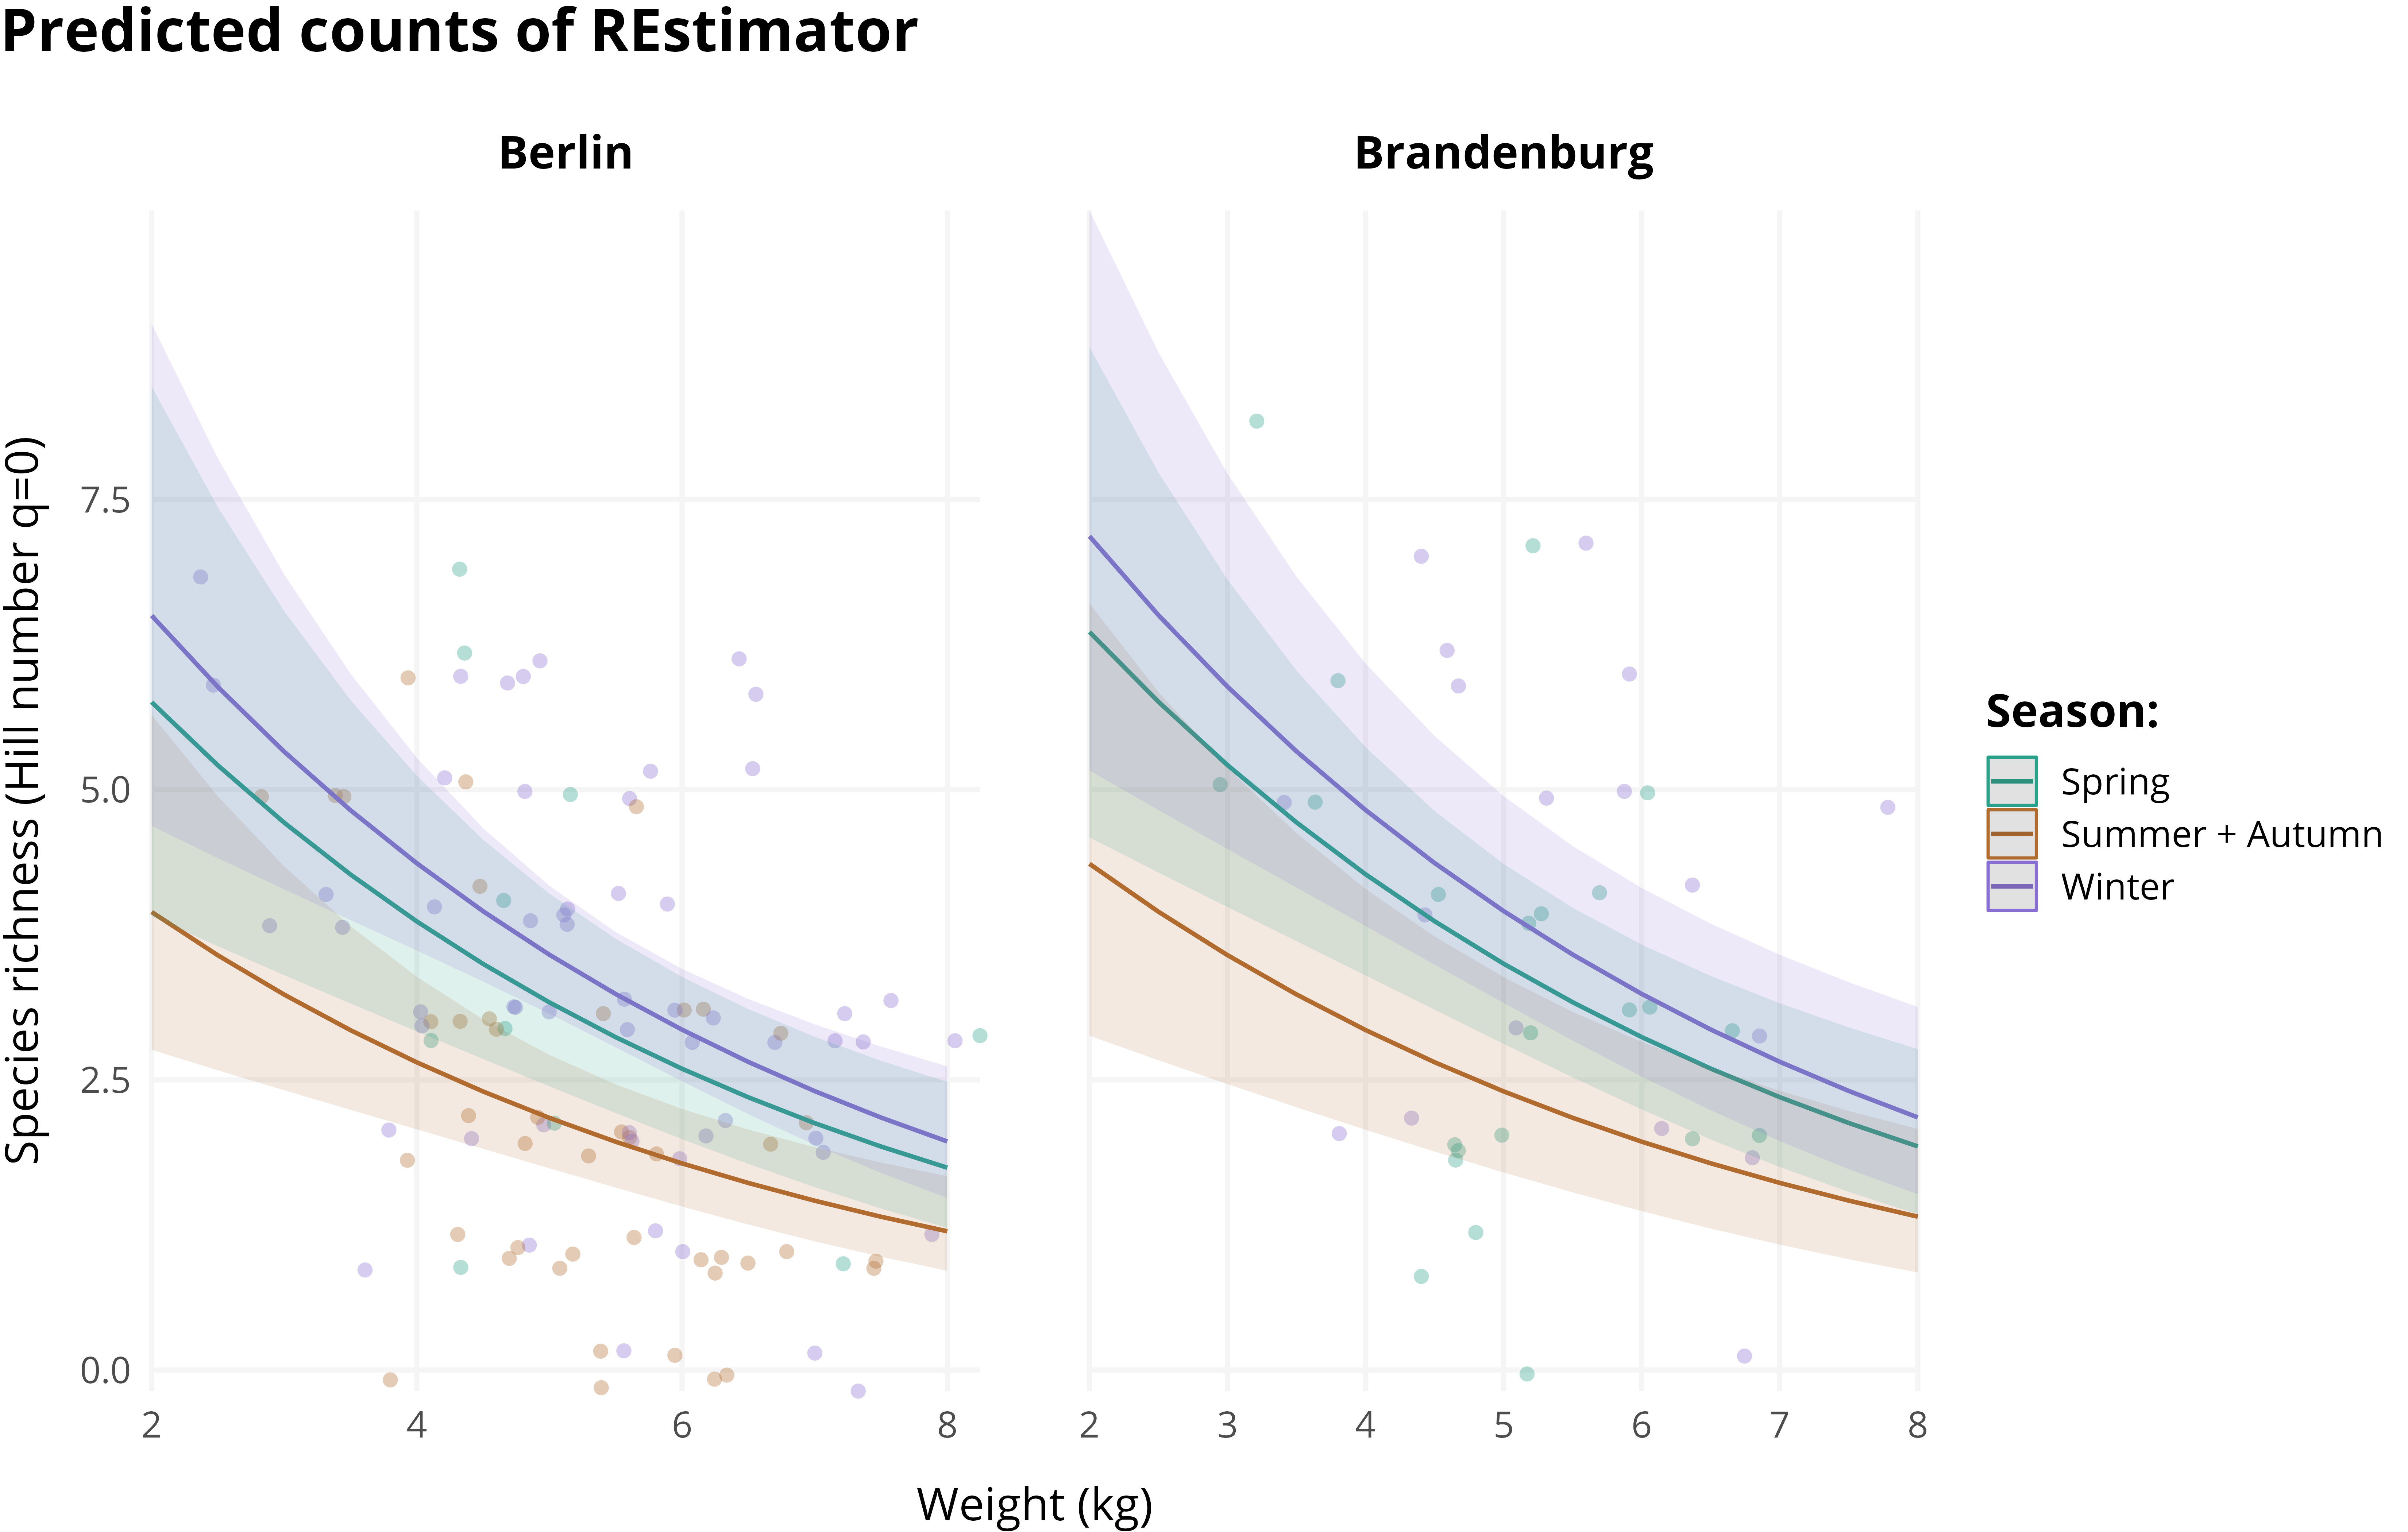 Predicted counts of REstimator
Berlin
Brandenburg
Species richness (Hill number q=0)
7.5
5.0
2.5
0.0
2 4 6 8
2 3 4 5 6 7 8
Weight (kg)
Season:
Spring
Summer + Autumn
Winter